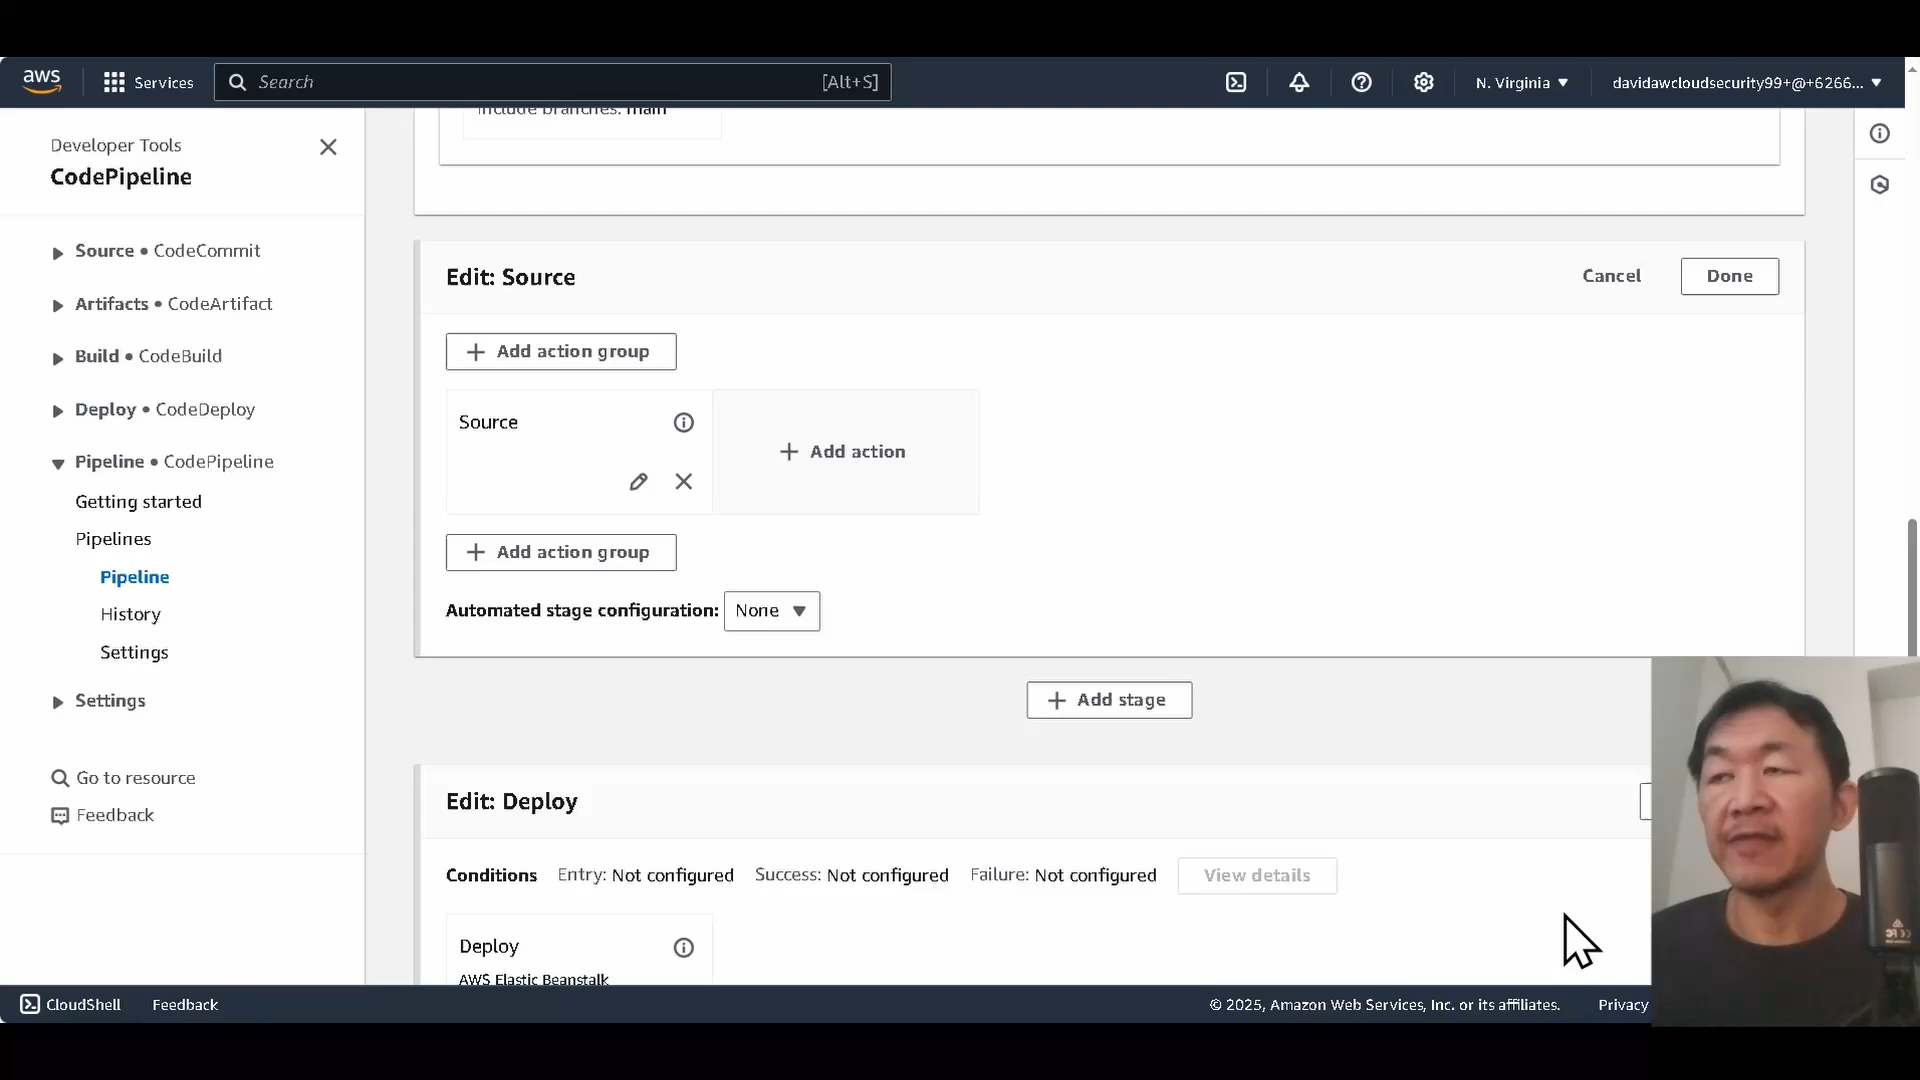 aws
Services
Search
[Alt+S]
N. Virginia
davidawcloudsecurity99+@+6266...
Developer Tools
CodePipeline
Source • CodeCommit
Artifacts • CodeArtifact
Build • CodeBuild
Deploy • CodeDeploy
Pipeline • CodePipeline
Getting started
Pipelines
Pipeline
History
Settings
Settings
Go to resource
Feedback
include branches: main
Edit: Source
Cancel
Done
Add action group
Source
Add action
Add action group
Automated stage configuration: None
Add stage
Edit: Deploy
Conditions Entry: Not configured Success: Not configured Failure: Not configured View details
Deploy
AWS Elastic Beanstalk
CloudShell
Feedback
© 2025, Amazon Web Services, Inc. or its affiliates.
Privacy